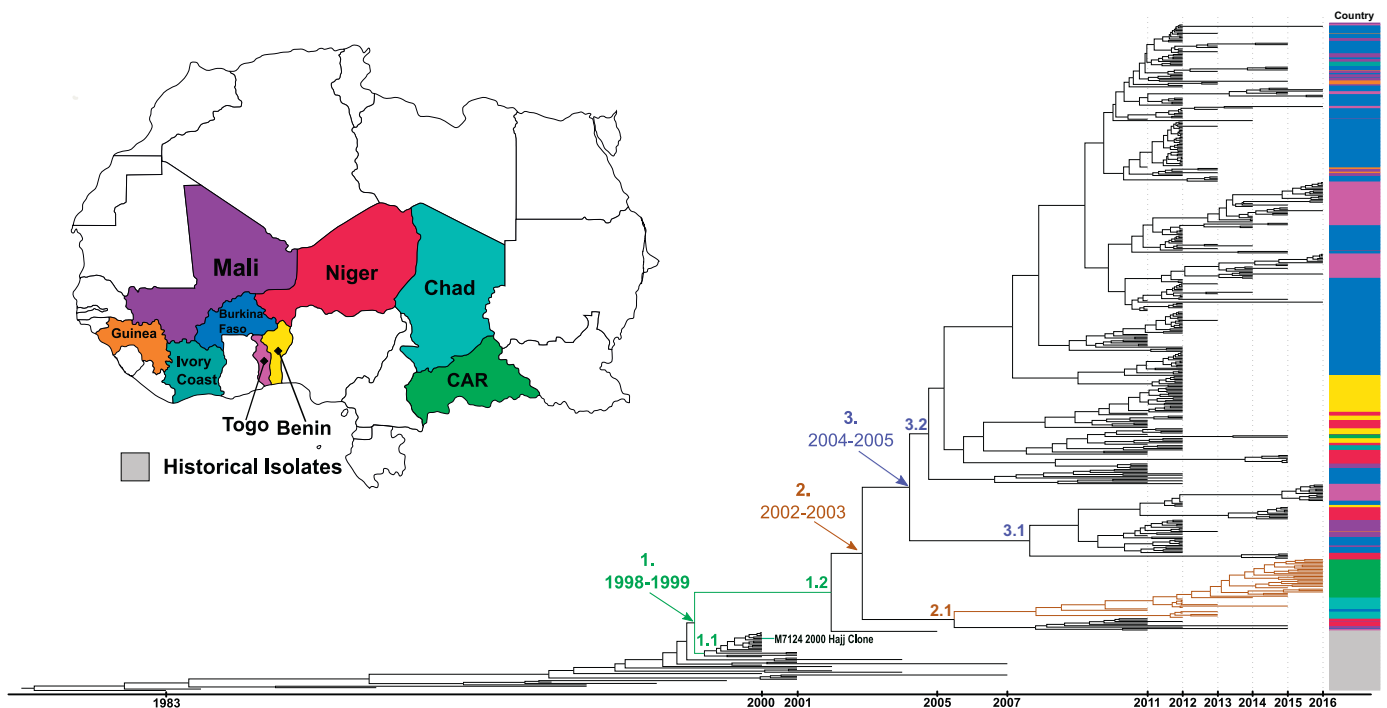 Country
Mali
Niger
Chad
Burkina
Faso
Guinea
Ivory
Coast
CAR
Togo
Benin
Historical Isolates
3.
2004-2005
3.2
2.
2002-2003
3.1
1.
1998-1999
1.2
2.1
1.1
M7124 2000 Hajj Clone
1983
2000
2001
2005
2007
2011
2012
2013
2014
2015
2016